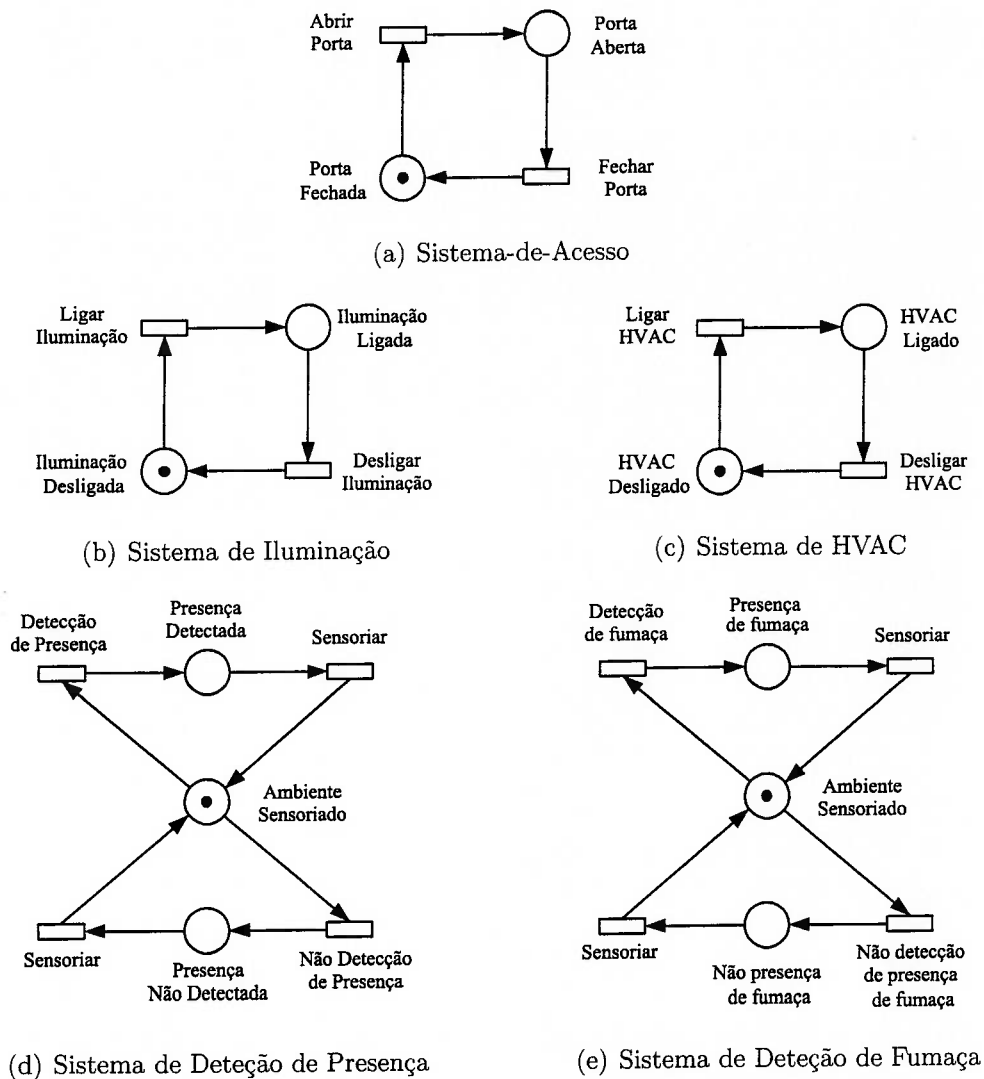 Abrir
Porta
Porta
Aberta
Porta
Fechada
Fechar
Porta
(a) Sistema-de-Acesso
Ligar
Iluminação
Iluminação
Ligada
Iluminação
Desligada
Desligar
Iluminação
(b) Sistema de Iluminação
Ligar
HVAC
HVAC
Ligado
HVAC
Desligado
Desligar
HVAC
(c) Sistema de HVAC
Detecção
de Presença
Presença
Detectada
Sensoriar
Ambiente
Sensoriado
Sensoriar
Presença
Não Detectada
Não Detecção
de Presença
(d) Sistema de Deteção de Presença
Detecção
de fumaça
Presença
de fumaça
Sensoriar
Ambiente
Sensoriado
Sensoriar
Não presença
de fumaça
Não detecção
de presença
de fumaça
(e) Sistema de Deteção de Fumaça